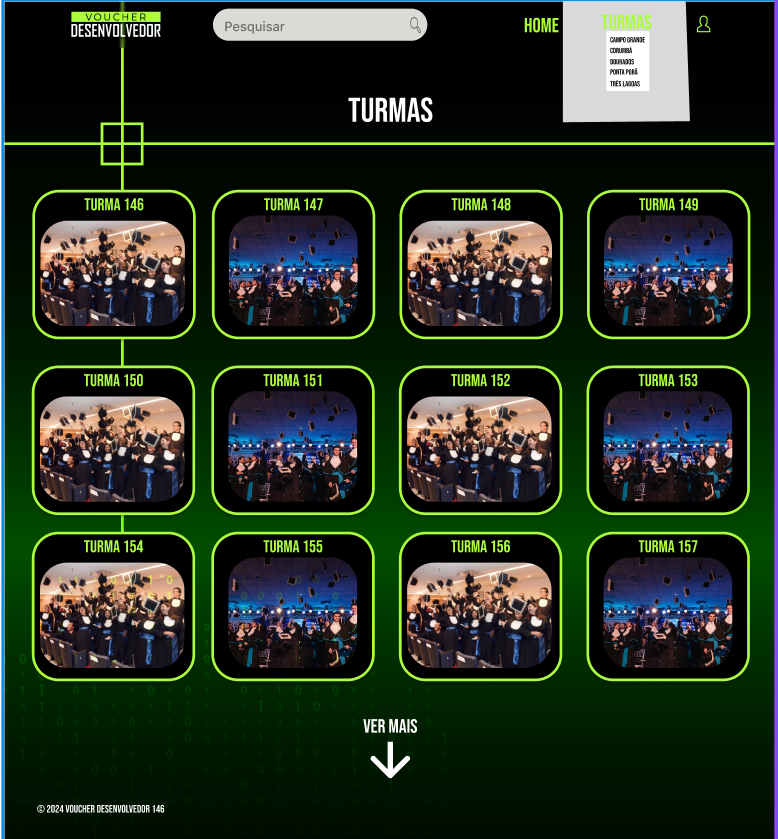 VOUCHER
DESENVOLVEDOR
Pesquisar
HOME
TURMAS
CAMPO GRANDE
CORUMBÁ
DOURADOS
PONTA PORÃ
TRÊS LAGOAS
TURMAS
TURMA 146
TURMA 147
TURMA 148
TURMA 149
TURMA 150
TURMA 151
TURMA 152
TURMA 153
TURMA 154
TURMA 155
TURMA 156
TURMA 157
VER MAIS
© 2024 VOUCHER DESENVOLVEDOR 146